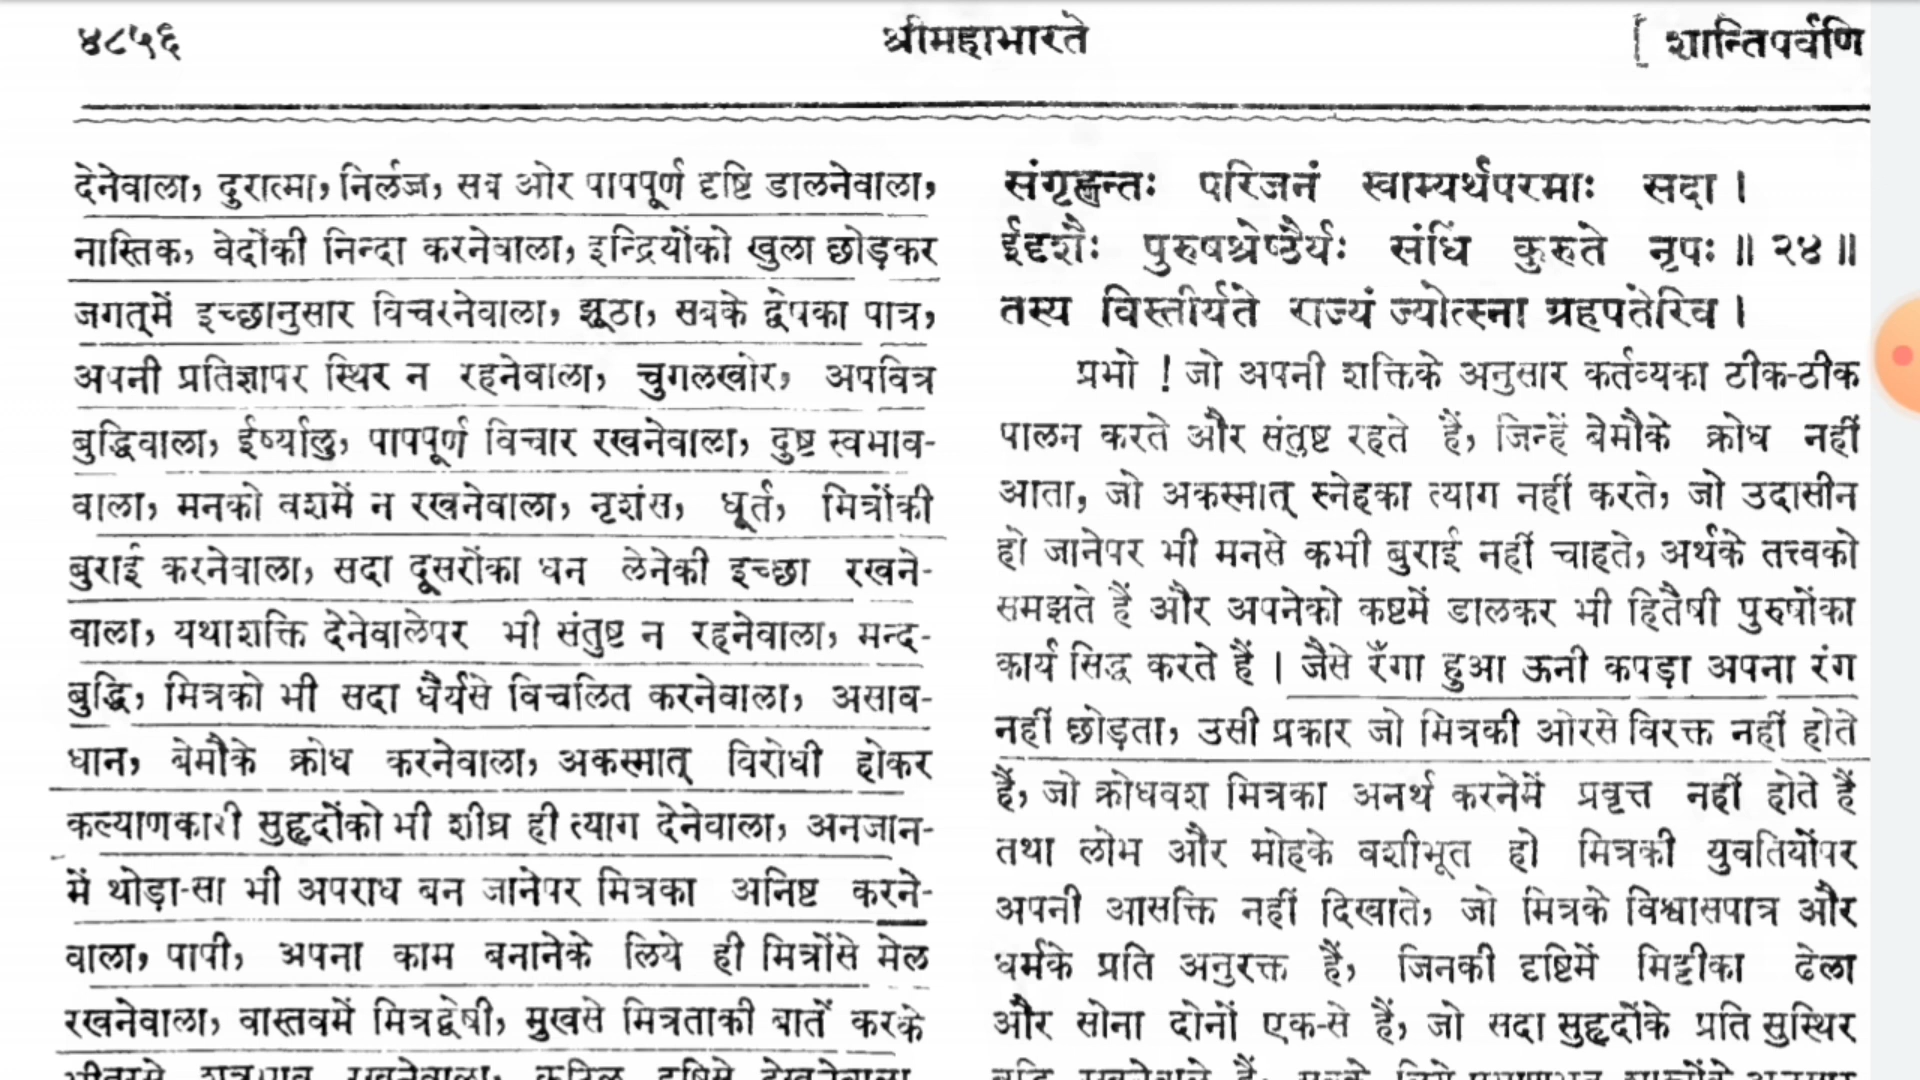 ४८५६
श्रीमहाभारते
[ शान्तिपर्वणि
देनेवाला, दुरात्मा, निर्लज, सब ओर पापपूर्ण दृष्टि डालनेवाला,
नास्तिक, वेदोंकी निन्दा करनेवाला, इन्द्रियोंको खुला छोड़कर
जगत्‌में इच्छानुसार विचरनेवाला, झूठा, सबके द्वेषका पात्र,
अपनी प्रतिज्ञापर स्थिर न रहनेवाला, चुगलखोर, अपवित्र
बुद्धिवाला, ईर्ष्यालु, पापपूर्ण विचार रखनेवाला, दुष्ट स्वभाव-
वाला, मनको वशमें न रखनेवाला, नृशंस, धूर्त, मित्रोंकी
बुराई करनेवाला, सदा दूसरोंका धन लेनेकी इच्छा रखने-
वाला, यथाशक्ति देनेवालेपर भी संतुष्ट न रहनेवाला, मन्द-
बुद्धि, मित्रको भी सदा धैर्यसे विचलित करनेवाला, असाव-
धान, बेमौके क्रोध करनेवाला, अकस्मात् विरोधी होकर
कल्याणकारी सुहृदोंको भी शीघ्र ही त्याग देनेवाला, अनजान-
में थोड़ा-सा भी अपराध बन जानेपर मित्रका अनिष्ट करने-
वाला, पापी, अपना काम बनानेके लिये ही मित्रोंसे मेल
रखनेवाला, वास्तवमें मित्रद्वेषी, मुखसे मित्रताकी बातें करके
संगृह्णन्तः परिजनं स्वाम्यर्थपरमाः सदा ।
ईदृशैः पुरुषश्रेष्ठैर्यः संधिं कुरुते नृपः ॥ २४ ॥
तस्य विस्तीर्यते राज्यं ज्योत्स्ना ग्रहपतेरिव ।
प्रभो ! जो अपनी शक्तिके अनुसार कर्तव्यका ठीक-ठीक
पालन करते और संतुष्ट रहते हैं, जिन्हें बेमौके क्रोध नहीं
आता, जो अकस्मात् स्नेहका त्याग नहीं करते, जो उदासीन
हो जानेपर भी मनसे कभी बुराई नहीं चाहते, अर्थके तत्त्वको
समझते हैं और अपनेको कष्टमें डालकर भी हितैषी पुरुषोंका
कार्य सिद्ध करते हैं । जैसे रँगा हुआ ऊनी कपड़ा अपना रंग
नहीं छोड़ता, उसी प्रकार जो मित्रकी ओरसे विरक्त नहीं होते
हैं, जो क्रोधवश मित्रका अनर्थ करनेमें प्रवृत्त नहीं होते हैं
तथा लोभ और मोहके वशीभूत हो मित्रकी युवतियोंपर
अपनी आसक्ति नहीं दिखाते, जो मित्रके विश्वासपात्र और
धर्मके प्रति अनुरक्त हैं, जिनकी दृष्टिमें मिट्टीका ढेला
और सोना दोनों एक-से हैं, जो सदा सुहृदोंके प्रति सुस्थिर